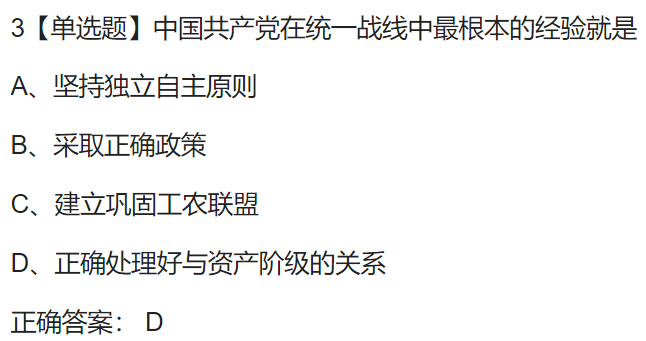 3【单选题】中国共产党在统一战线中最根本的经验就是
A、坚持独立自主原则
B、采取正确政策
C、建立巩固工农联盟
D、正确处理好与资产阶级的关系
正确答案： D